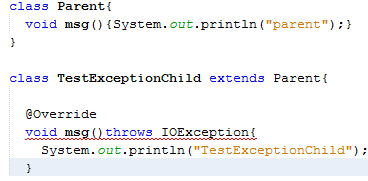 class Parent{
  void msg(){System.out.println("parent");}
}
class TestExceptionChild extends Parent{
  @Override
  void msg()throws IOException{
    System.out.println("TestExceptionChild");
  }